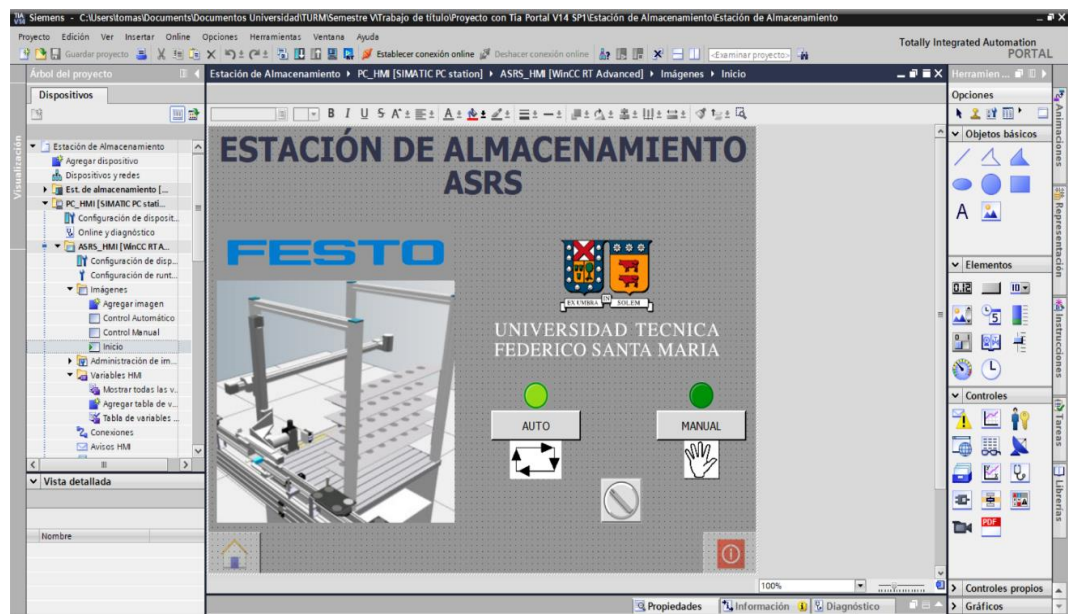 Siemens - C:\Users\tomas\Documents\Documentos Universidad\TURM\Semestre V\Trabajo de título\Proyecto con Tia Portal V14 SP1\Estación de Almacenamiento\Estación de Almacenamiento
Proyecto Edición Ver Insertar Online Opciones Herramientas Ventana Ayuda
Totally Integrated Automation
PORTAL
Guardar proyecto
Establecer conexión online
Deshacer conexión online
<Examinar proyecto>
Árbol del proyecto
Estación de Almacenamiento
PC_HMI [SIMATIC PC station]
ASRS_HMI [WinCC RT Advanced]
Imágenes
Inicio
Herramien...
Dispositivos
Opciones
Visualización
Estación de Almacenamiento
Agregar dispositivo
Dispositivos y redes
Est. de almacenamiento [...
PC_HMI [SIMATIC PC stati...
Configuración de disposit...
Online y diagnóstico
ASRS_HMI [WinCC RT A...
Configuración de disp...
Configuración de runt...
Imágenes
Agregar imagen
Control Automático
Control Manual
Inicio
Administración de im...
Variables HMI
Mostrar todas las v...
Agregar tabla de v...
Tabla de variables ...
Conexiones
Avisos HMI
Vista detallada
Nombre
ESTACIÓN DE ALMACENAMIENTO
ASRS
FESTO
EX UMBRA IN SOLEM
UNIVERSIDAD TECNICA
FEDERICO SANTA MARIA
AUTO
MANUAL
100%
Propiedades
Información
Diagnóstico
Objetos básicos
A
Elementos
Controles
PDF
Controles propios
Gráficos
Animaciones
Representación
Instrucciones
Tareas
Librerías